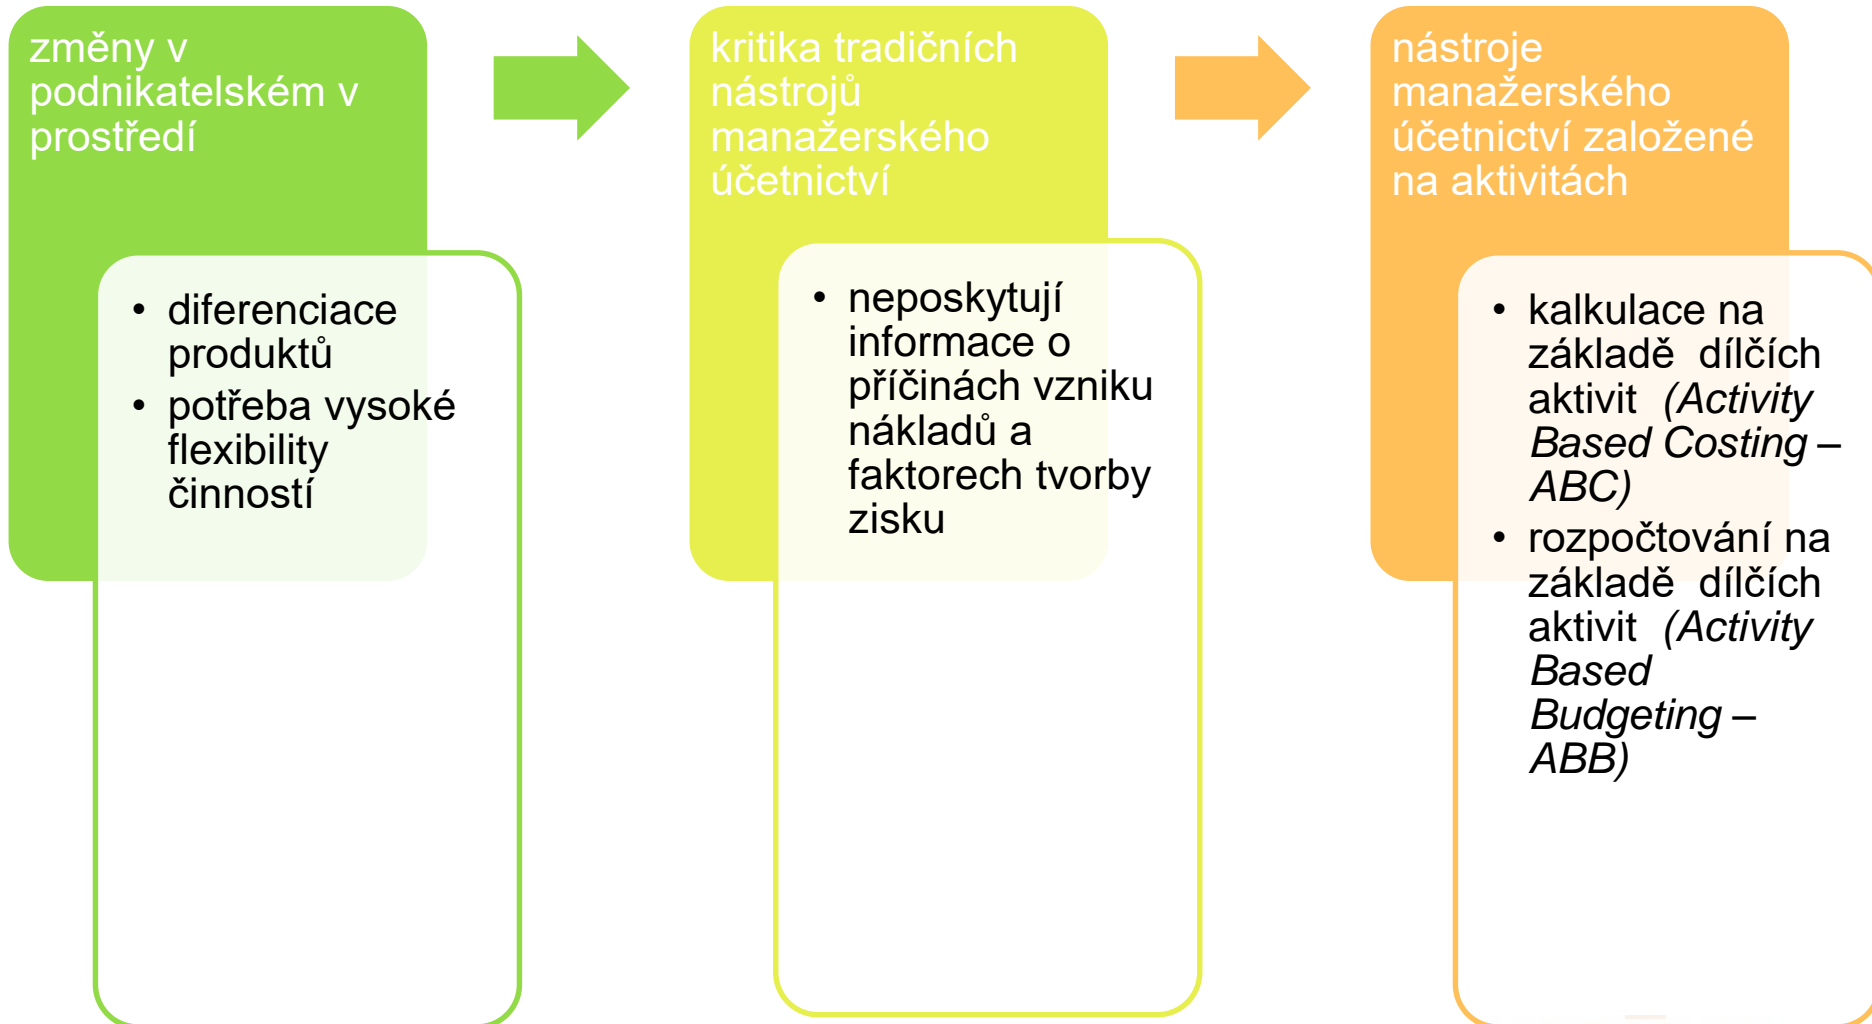 změny v
podnikatelském v
prostředí
• diferenciace
produktů
• potřeba vysoké
flexibility
činností
kritika tradičních
nástrojů
manažerského
účetnictví
• neposkytují
informace o
příčinách vzniku
nákladů a
faktorech tvorby
zisku
nástroje
manažerského
účetnictví založené
na aktivitách
• kalkulace na
základě dílčích
aktivit (Activity
Based Costing –
ABC)
• rozpočtování na
základě dílčích
aktivit (Activity
Based
Budgeting –
ABB)